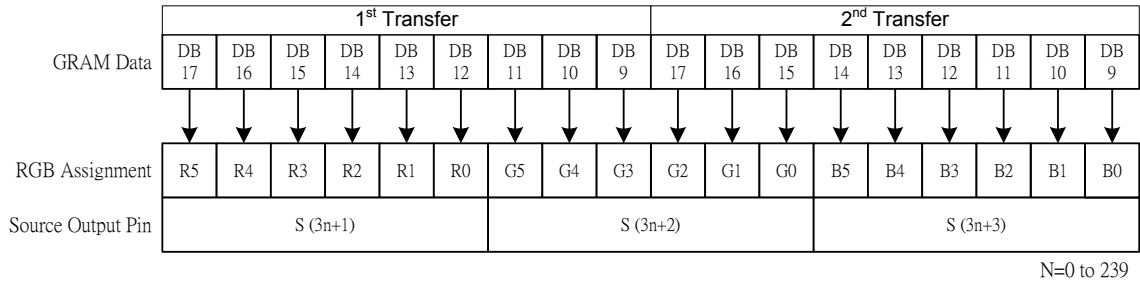 1st Transfer 2nd Transfer
GRAM Data DB 17 DB 16 DB 15 DB 14 DB 13 DB 12 DB 11 DB 10 DB 9 DB 17 DB 16 DB 15 DB 14 DB 13 DB 12 DB 11 DB 10 DB 9
RGB Assignment R5 R4 R3 R2 R1 R0 G5 G4 G3 G2 G1 G0 B5 B4 B3 B2 B1 B0
Source Output Pin S (3n+1) S (3n+2) S (3n+3)
N=0 to 239